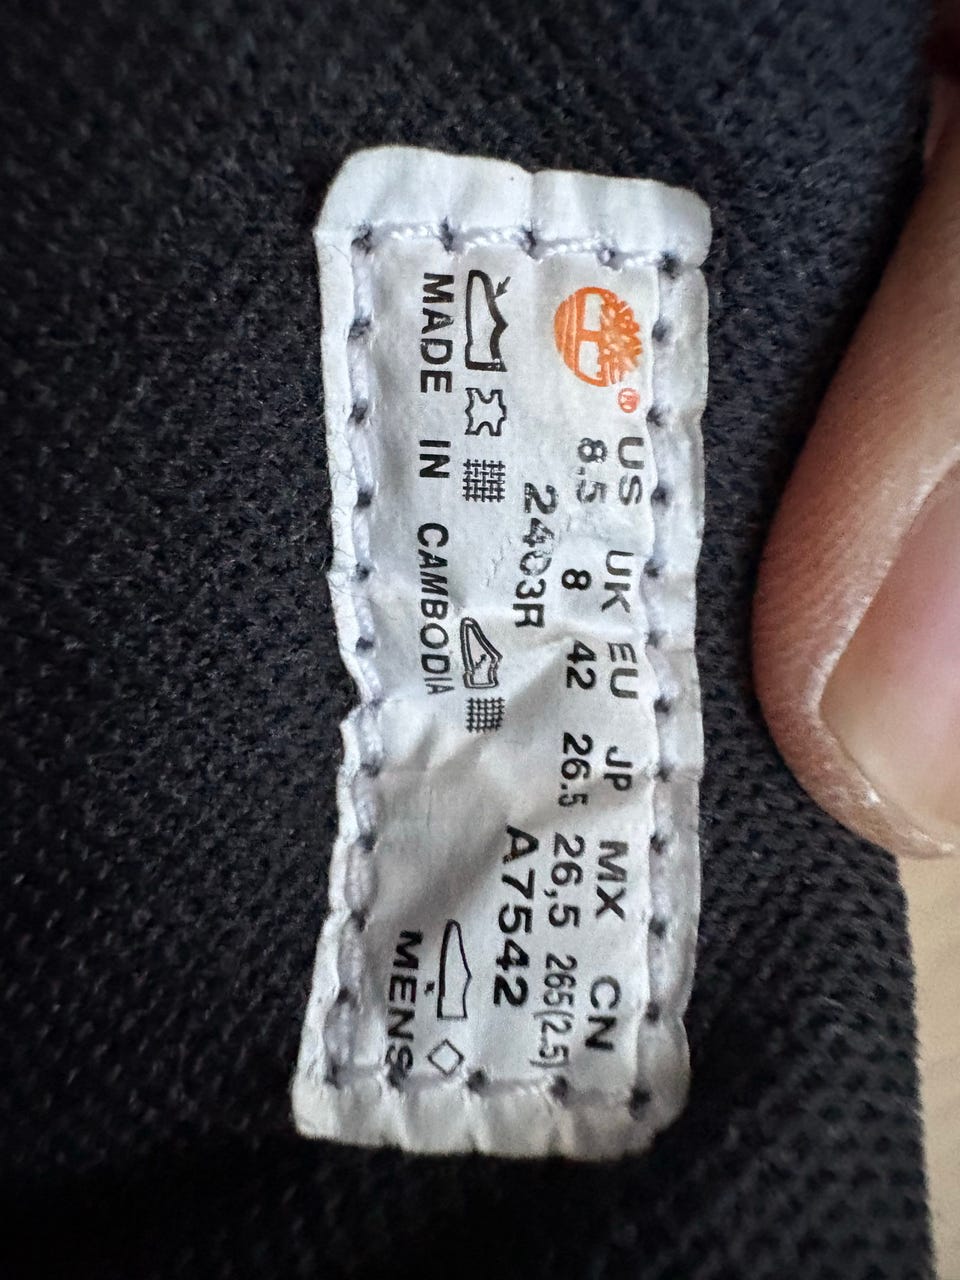 ® US UK EU JP MX CN
8.5 8 42 26.5 26,5 265(2.5)
2403R A7542
MADE IN CAMBODIA MENS